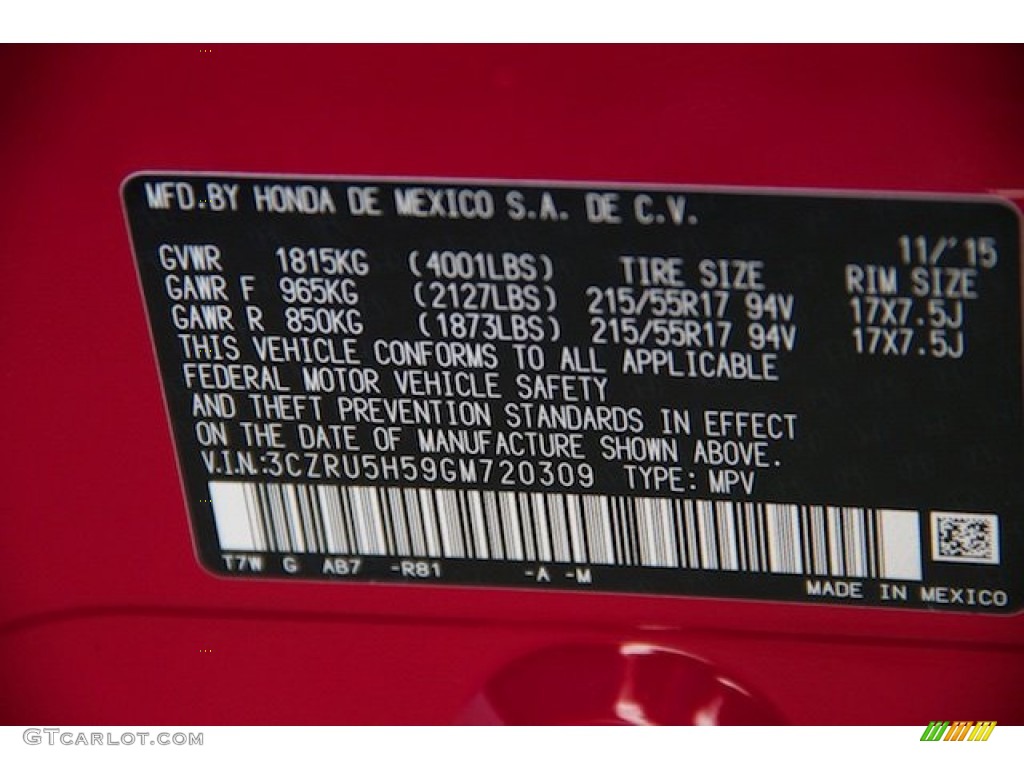 MFD.BY HONDA DE MEXICO S.A. DE C.V.
11/'15
GVWR 1815KG (4001LBS) TIRE SIZE RIM SIZE
GAWR F 965KG (2127LBS) 215/55R17 94V 17X7.5J
GAWR R 850KG (1873LBS) 215/55R17 94V 17X7.5J
THIS VEHICLE CONFORMS TO ALL APPLICABLE
FEDERAL MOTOR VEHICLE SAFETY
AND THEFT PREVENTION STANDARDS IN EFFECT
ON THE DATE OF MANUFACTURE SHOWN ABOVE.
V.I.N.:3CZRU5H59GM720309 TYPE: MPV
T7W G AB7 -R81 -A -M
MADE IN MEXICO
GTCARLOT.COM